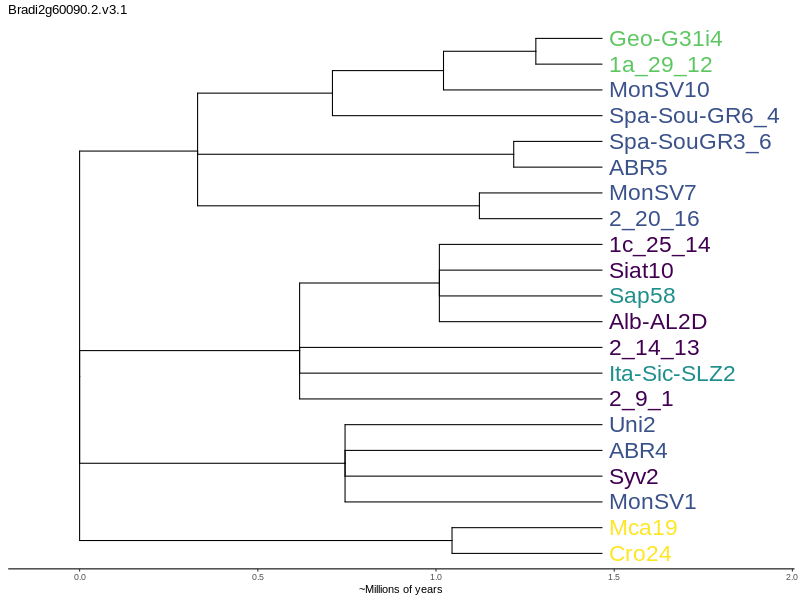 Bradi2g60090.2.v3.1
Geo-G31i4
1a_29_12
MonSV10
Spa-Sou-GR6_4
Spa-SouGR3_6
ABR5
MonSV7
2_20_16
1c_25_14
Siat10
Sap58
Alb-AL2D
2_14_13
Ita-Sic-SLZ2
2_9_1
Uni2
ABR4
Syv2
MonSV1
Mca19
Cro24
0.0 0.5 1.0 1.5 2.0
~Millions of years